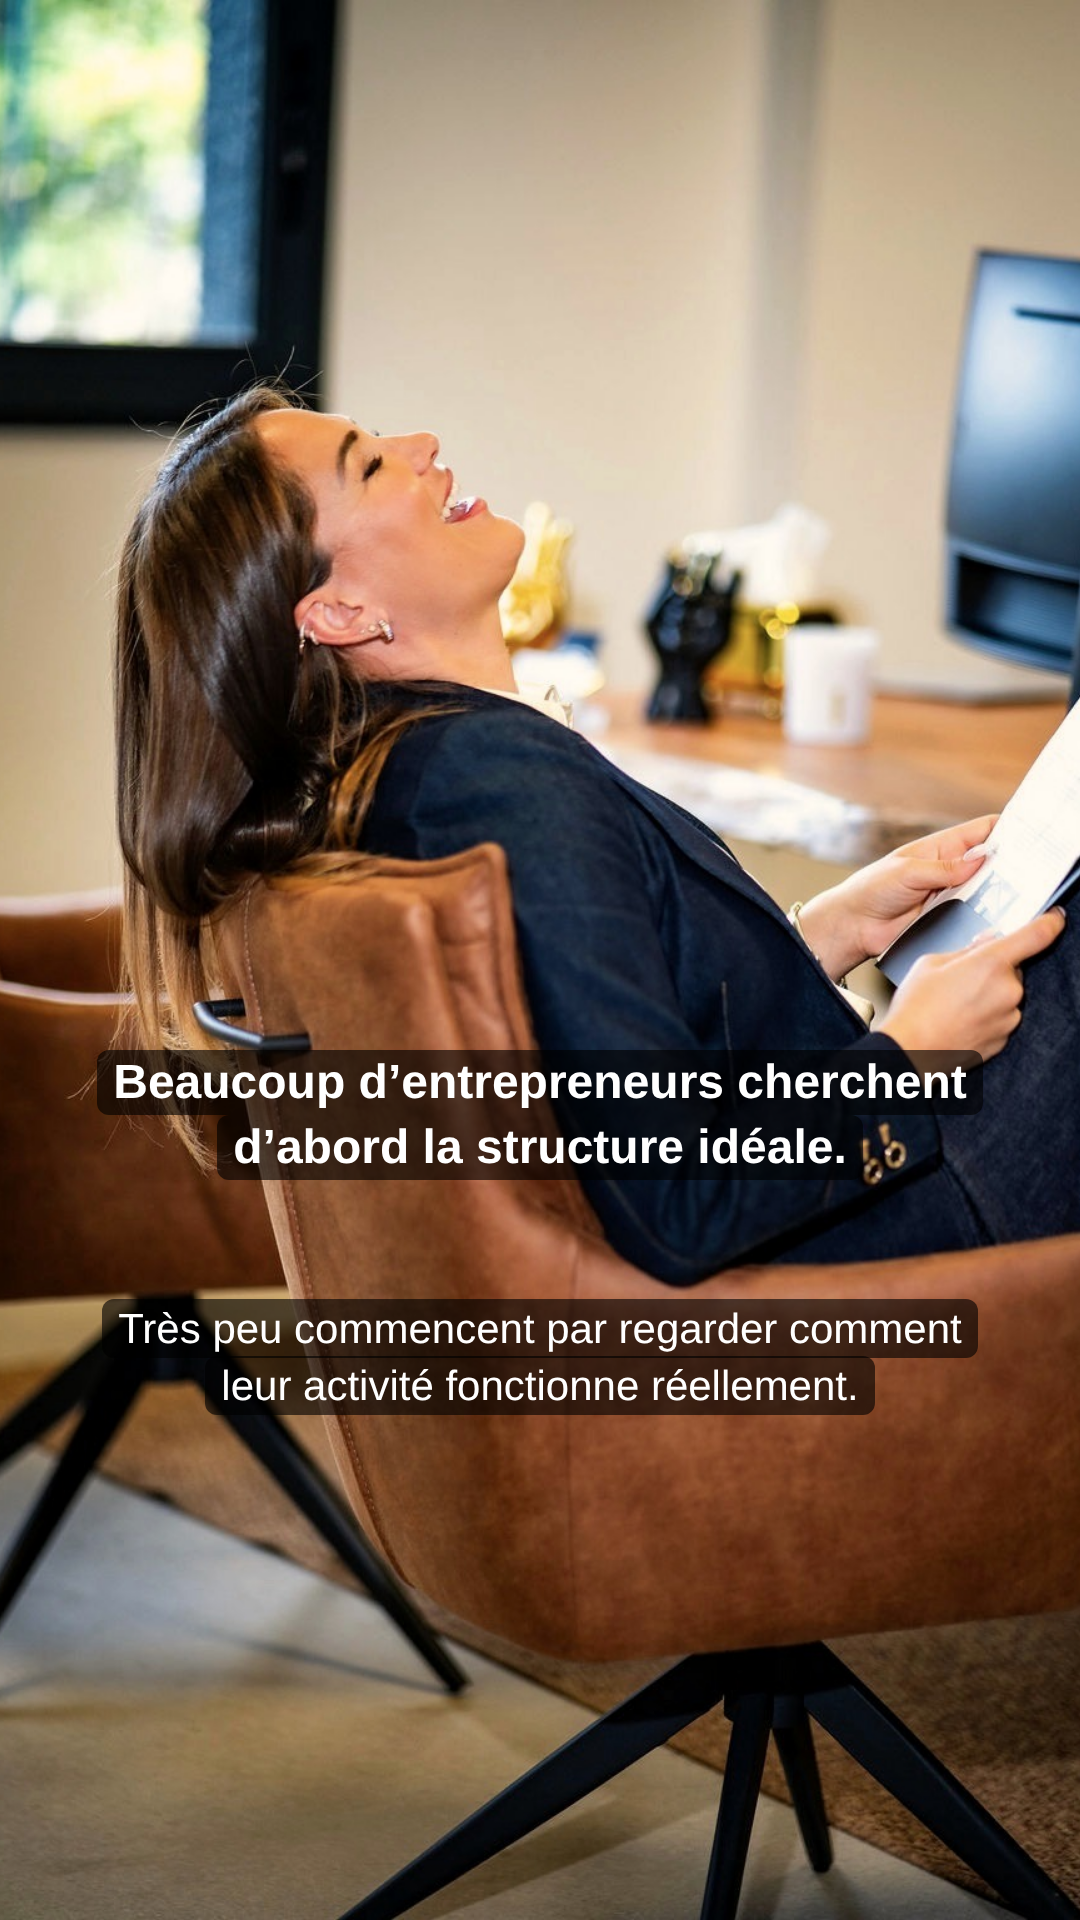 Beaucoup d’entrepreneurs cherchent
d’abord la structure idéale.
Très peu commencent par regarder comment
leur activité fonctionne réellement.